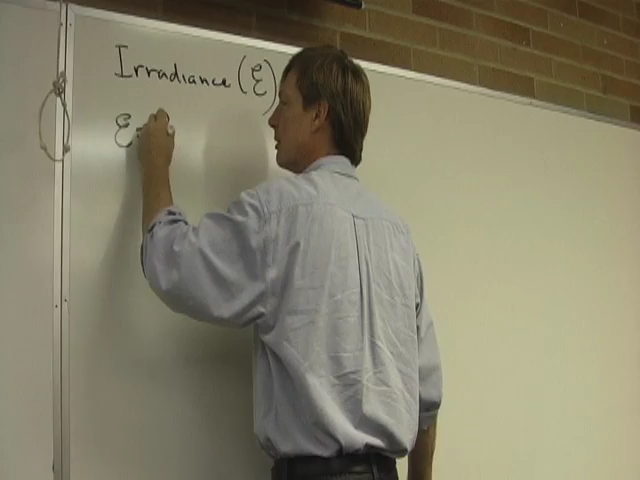 Irradiance (ℰ)
ℰ =